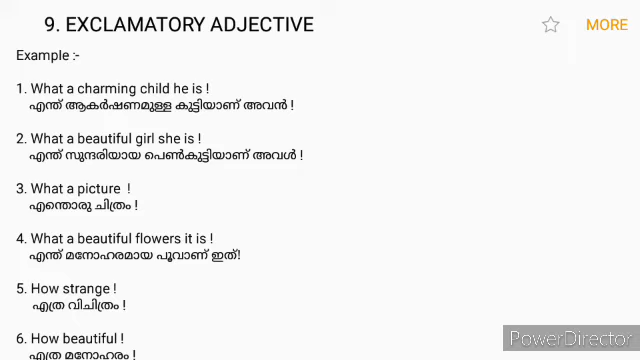 9. EXCLAMATORY ADJECTIVE
MORE
Example :-
1. What a charming child he is !
എന്ത് ആകർഷണമുള്ള കുട്ടിയാണ് അവൻ !
2. What a beautiful girl she is !
എന്ത് സുന്ദരിയായ പെൺകുട്ടിയാണ് അവൾ !
3. What a picture !
എന്തൊരു ചിത്രം !
4. What a beautiful flowers it is !
എന്ത് മനോഹരമായ പൂവാണ് ഇത്!
5. How strange !
എത്ര വിചിത്രം !
6. How beautiful !
എത്ര മനോഹരം !
PowerDirector